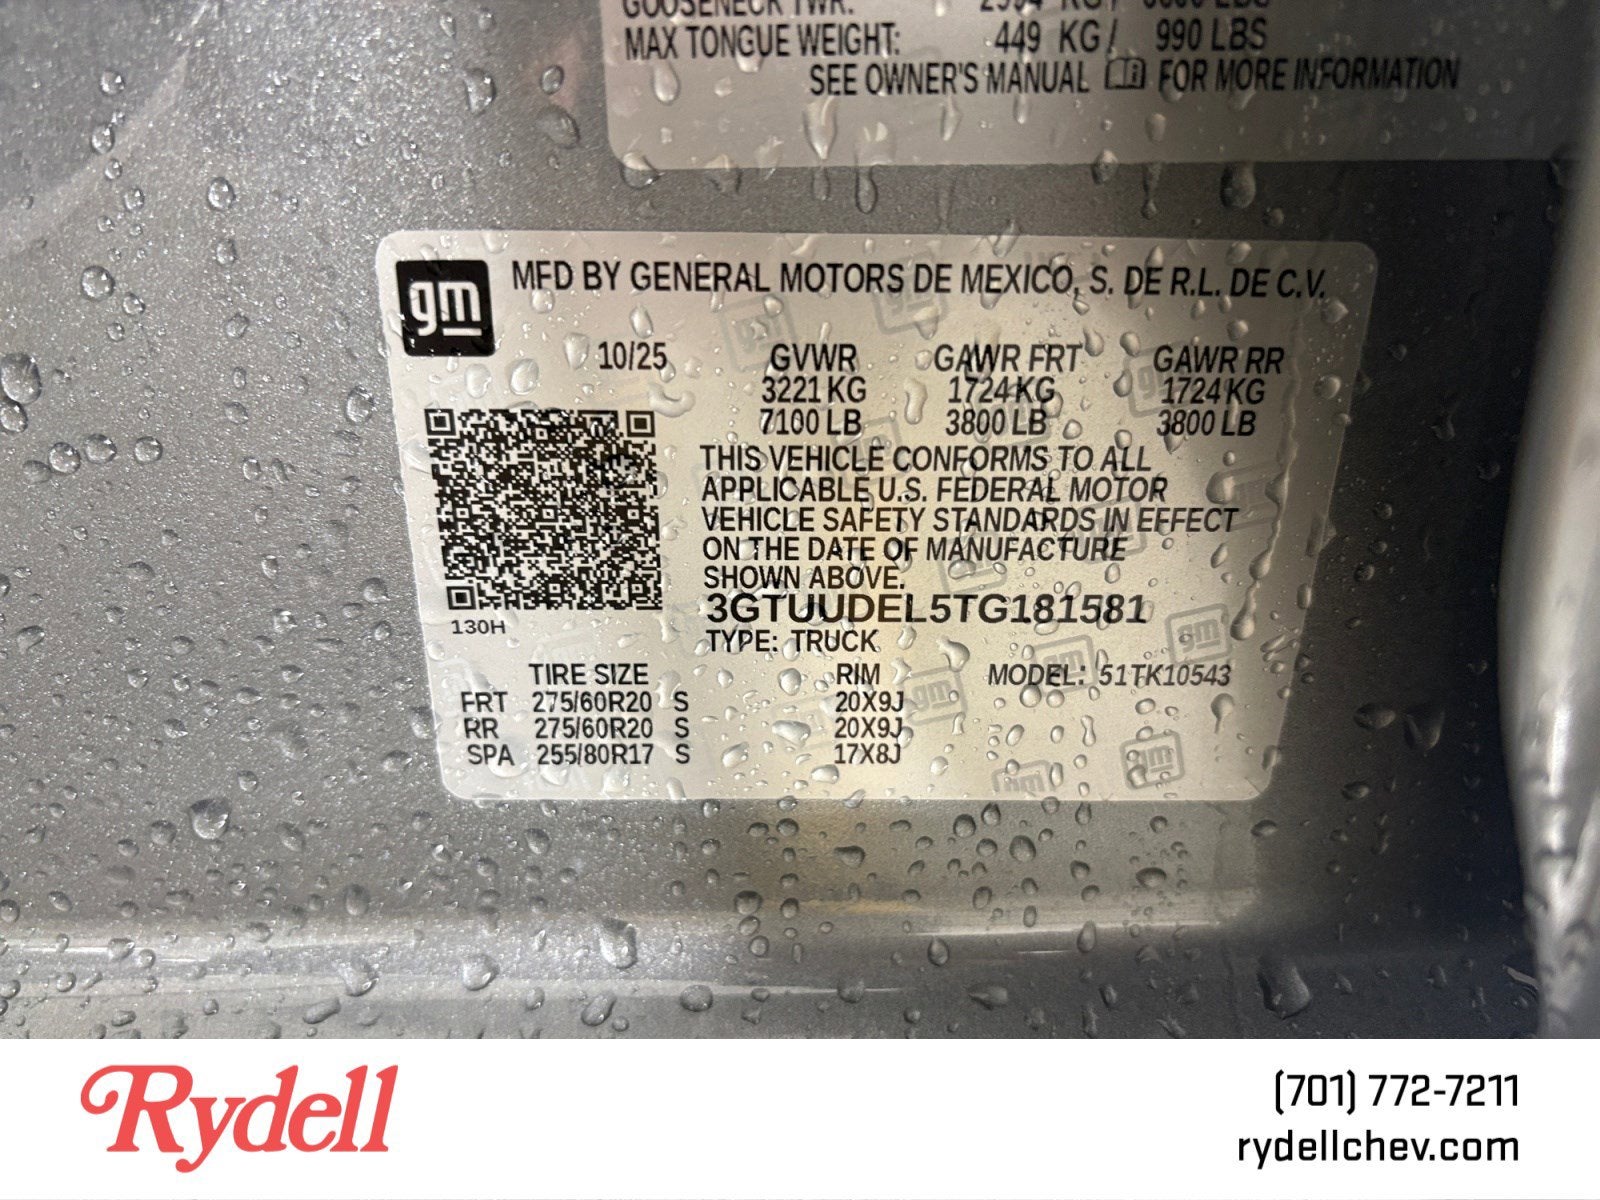 GOOSENECK TWR:
MAX TONGUE WEIGHT: 449 KG / 990 LBS
SEE OWNER'S MANUAL FOR MORE INFORMATION
gm
MFD BY GENERAL MOTORS DE MEXICO, S. DE R.L. DE C.V.
10/25 GVWR GAWR FRT GAWR RR
3221 KG 1724 KG 1724 KG
7100 LB 3800 LB 3800 LB
THIS VEHICLE CONFORMS TO ALL
APPLICABLE U.S. FEDERAL MOTOR
VEHICLE SAFETY STANDARDS IN EFFECT
ON THE DATE OF MANUFACTURE
SHOWN ABOVE.
3GTUUDEL5TG181581
130H
TYPE: TRUCK
TIRE SIZE RIM MODEL: 51TK10543
FRT 275/60R20 S 20X9J
RR 275/60R20 S 20X9J
SPA 255/80R17 S 17X8J
Rydell
(701) 772-7211
rydellchev.com